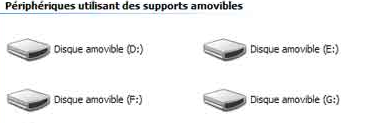 Périphériques utilisant des supports amovibles
Disque amovible (D:) Disque amovible (E:)
Disque amovible (F:) Disque amovible (G:)